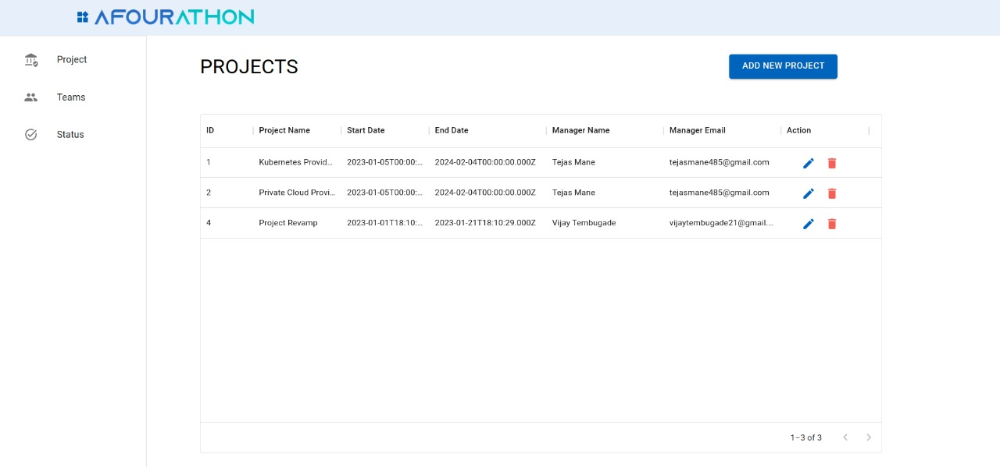 AFOURATHON
Project
Teams
Status
PROJECTS
ADD NEW PROJECT
ID Project Name Start Date End Date Manager Name Manager Email Action
1 Kubernetes Provid... 2023-01-05T00:00:... 2024-02-04T00:00:00.000Z Tejas Mane tejasmane485@gmail.com
2 Private Cloud Provi... 2023-01-05T00:00:... 2024-02-04T00:00:00.000Z Tejas Mane tejasmane485@gmail.com
4 Project Revamp 2023-01-01T18:10:... 2023-01-21T18:10:29.000Z Vijay Tembugade vijaytembugade21@gmail....
1–3 of 3